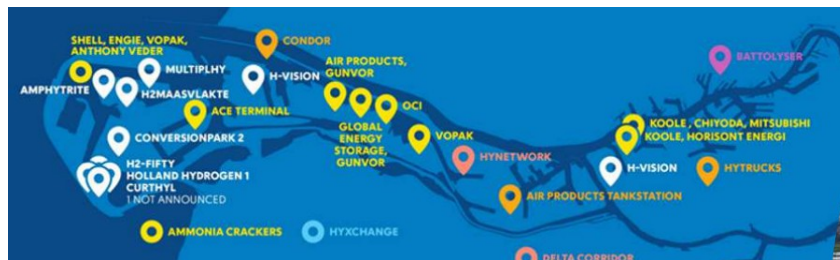 SHELL, ENGIE, VOPAK,
ANTHONY VEDER
CONDOR
MULTIPHY
H-VISION
AIR PRODUCTS,
GUNVOR
BATTOLYSER
AMPHYTRITE
H2MAASVLAKTE
ACE TERMINAL
OCI
KOOLE, CHIYODA, MITSUBISHI
KOOLE, HORISONT ENERGI
GLOBAL
ENERGY
STORAGE,
GUNVOR
VOPAK
CONVERSIONPARK 2
HYNETWORK
H-VISION
HYTRUCKS
H2-FIFTY
HOLLAND HYDROGEN 1
CURTHYL
1 NOT ANNOUNCED
AIR PRODUCTS TANKSTATION
AMMONIA CRACKERS
HYXCHANGE
DELTA CORRIDOR